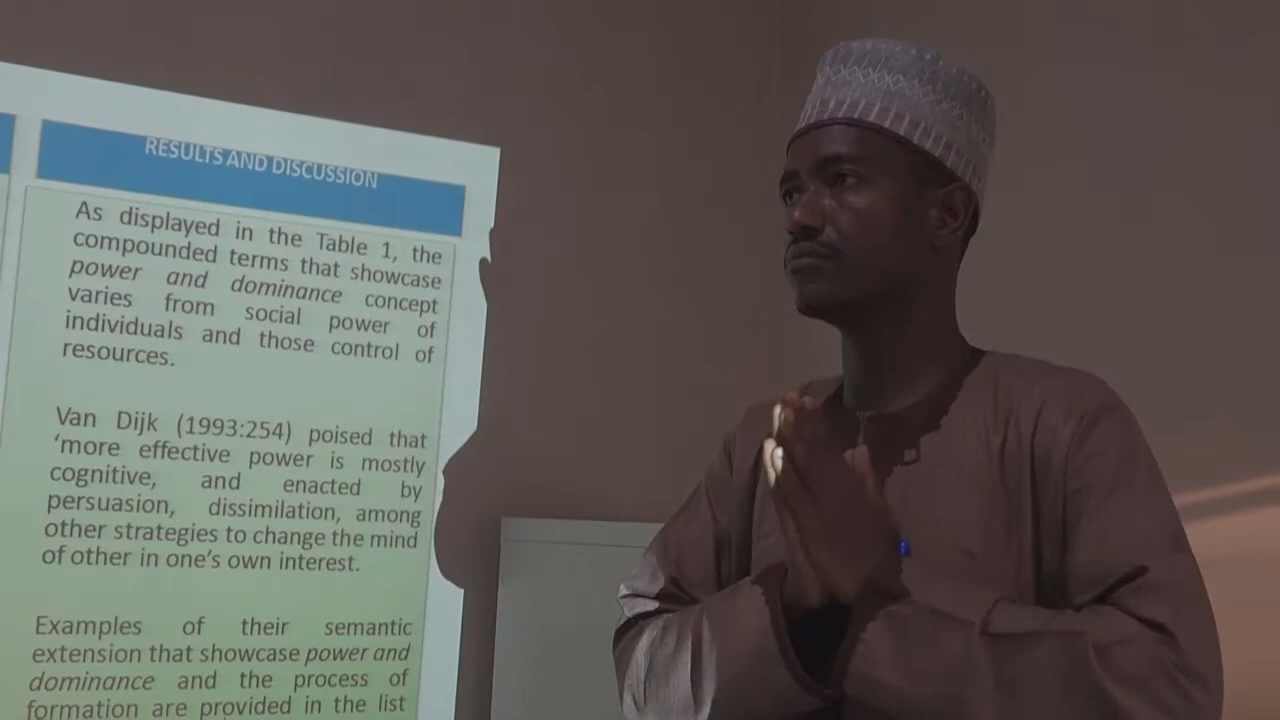 RESULTS AND DISCUSSION
As displayed in the Table 1, the
compounded terms that showcase
power and dominance concept
varies from social power of
individuals and those control of
resources.
Van Dijk (1993:254) poised that
‘more effective power is mostly
cognitive, and enacted by
persuasion, dissimilation, among
other strategies to change the mind
of other in one’s own interest.
Examples of their semantic
extension that showcase power and
dominance and the process of
formation are provided in the list